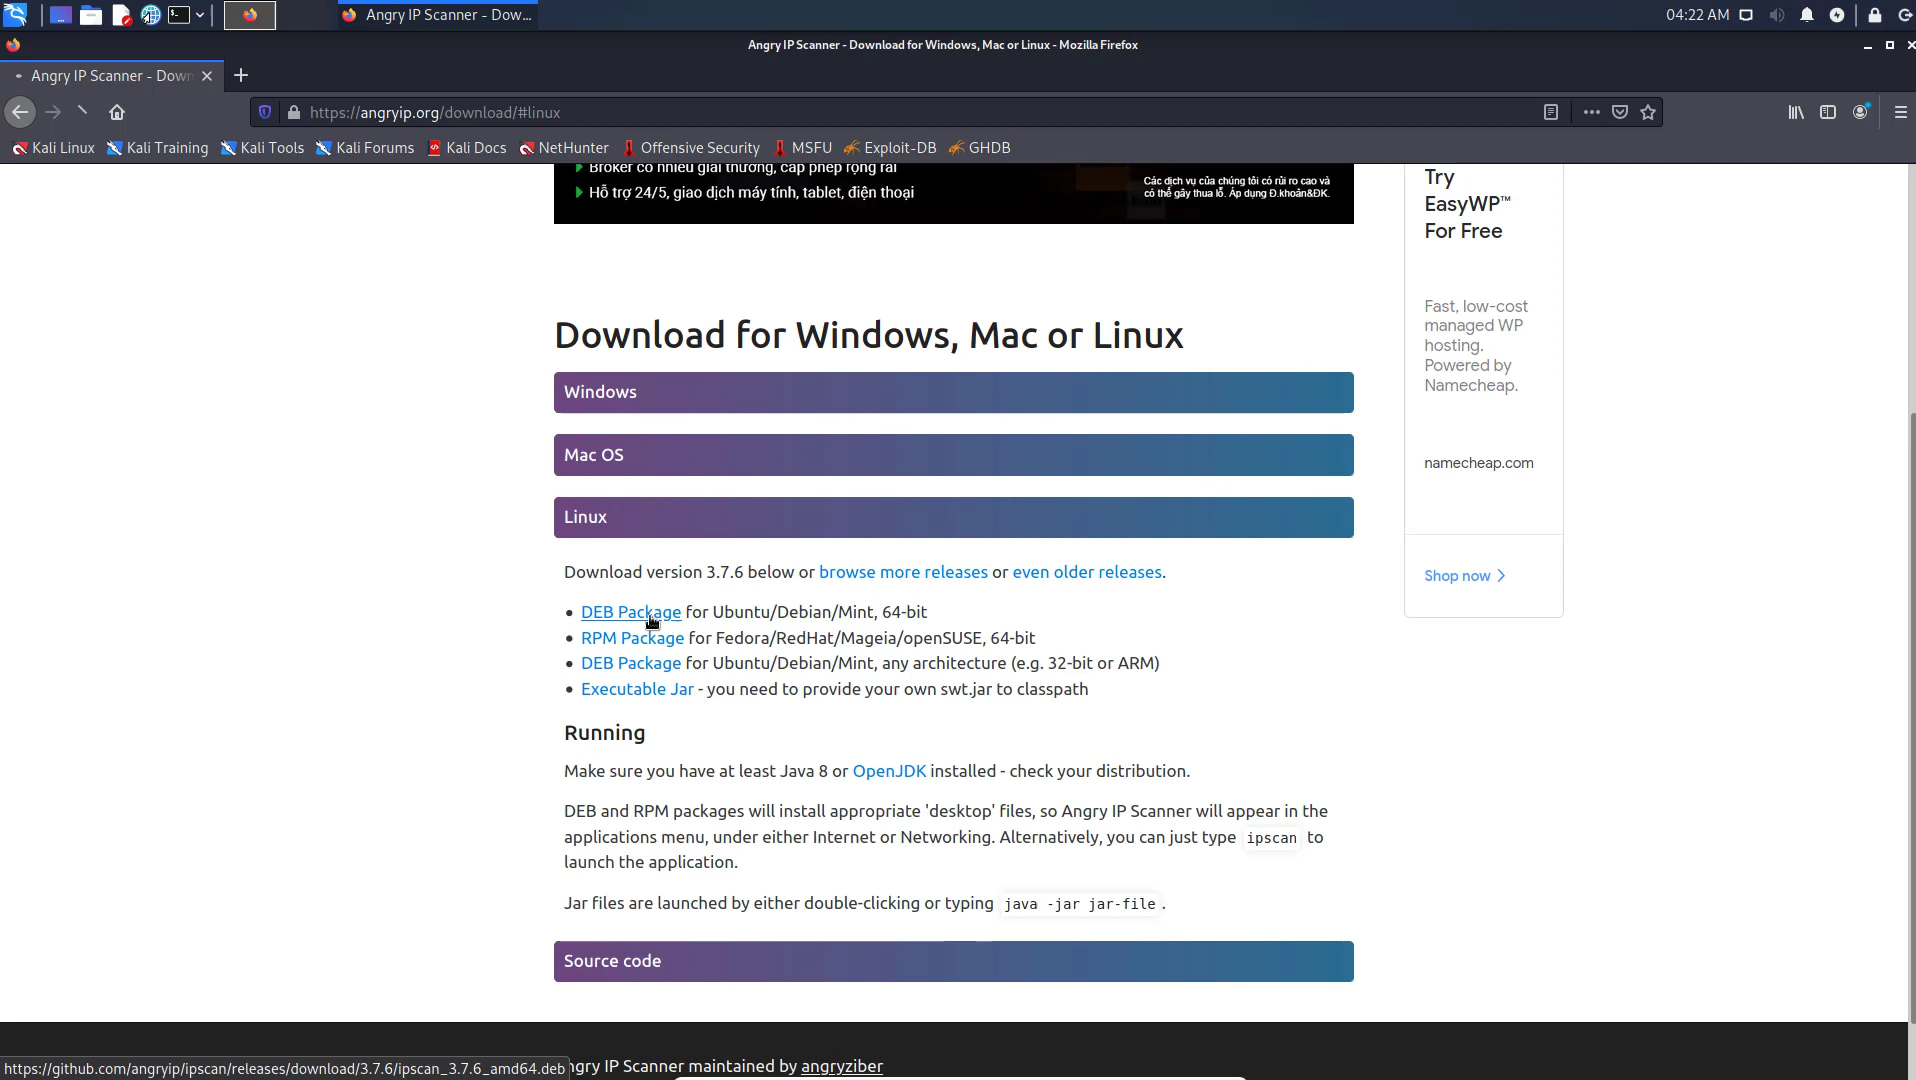 Angry IP Scanner - Dow...
04:22 AM
Angry IP Scanner - Download for Windows, Mac or Linux - Mozilla Firefox
Angry IP Scanner - Down
https://angryip.org/download/#linux
Kali Linux Kali Training Kali Tools Kali Forums Kali Docs NetHunter Offensive Security MSFU Exploit-DB GHDB
Broker có nhiều giải thưởng, cấp phép rộng rãi
Hỗ trợ 24/5, giao dịch máy tính, tablet, điện thoại
Các dịch vụ của chúng tôi có rủi ro cao và
có thể gây thua lỗ. Áp dụng Đ.khoản&ĐK.
Try
EasyWP™
For Free
Fast, low-cost
managed WP
hosting.
Powered by
Namecheap.
namecheap.com
Shop now
Download for Windows, Mac or Linux
Windows
Mac OS
Linux
Download version 3.7.6 below or browse more releases or even older releases.
DEB Package for Ubuntu/Debian/Mint, 64-bit
RPM Package for Fedora/RedHat/Mageia/openSUSE, 64-bit
DEB Package for Ubuntu/Debian/Mint, any architecture (e.g. 32-bit or ARM)
Executable Jar - you need to provide your own swt.jar to classpath
Running
Make sure you have at least Java 8 or OpenJDK installed - check your distribution.
DEB and RPM packages will install appropriate 'desktop' files, so Angry IP Scanner will appear in the
applications menu, under either Internet or Networking. Alternatively, you can just type ipscan to
launch the application.
Jar files are launched by either double-clicking or typing java -jar jar-file.
Source code
ngry IP Scanner maintained by angryziber
https://github.com/angryip/ipscan/releases/download/3.7.6/ipscan_3.7.6_amd64.deb